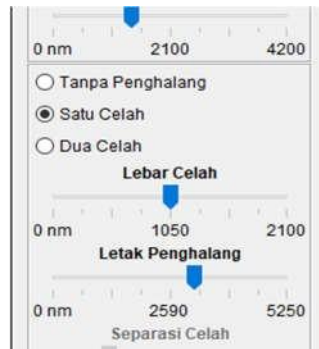 0 nm 2100 4200
Tanpa Penghalang
Satu Celah
Dua Celah
Lebar Celah
0 nm 1050 2100
Letak Penghalang
0 nm 2590 5250
Separasi Celah